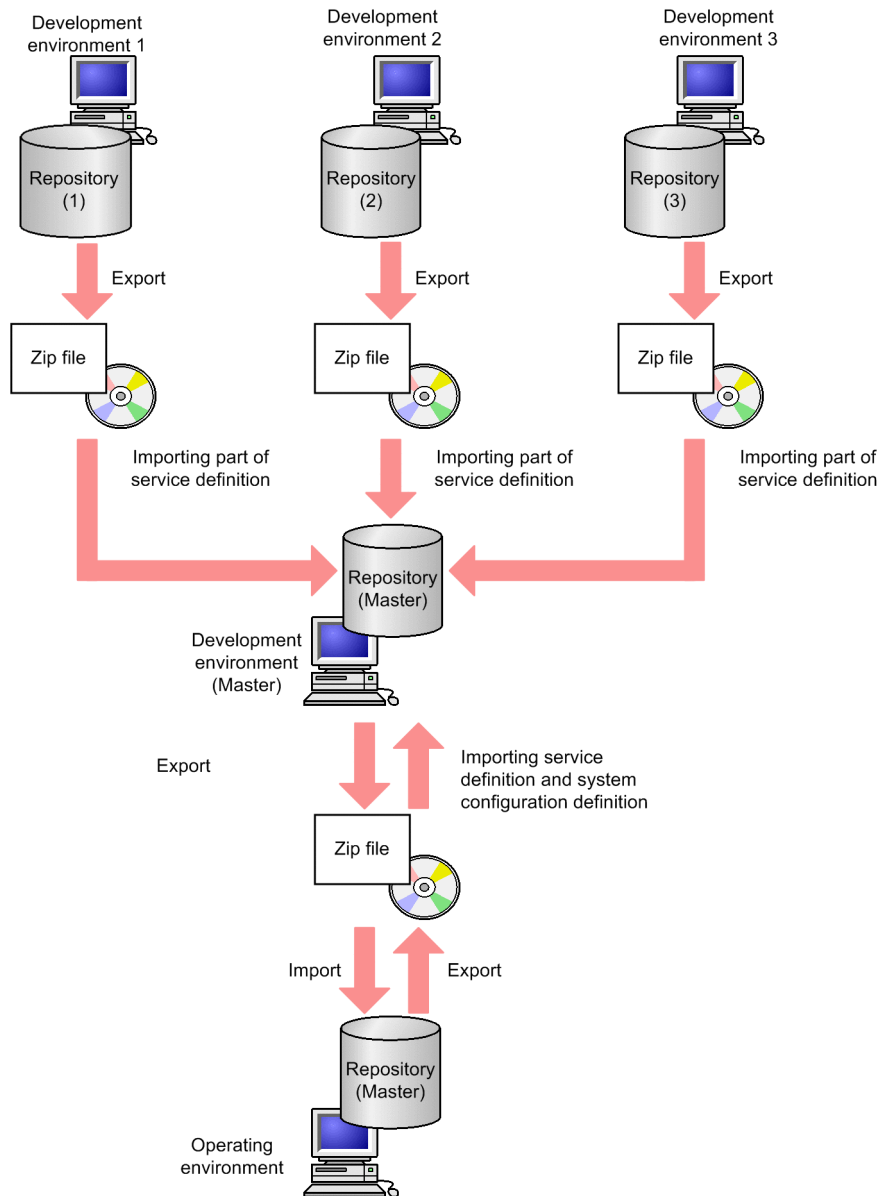 Development
environment 1
Development
environment 2
Development
environment 3
Repository
(1)
Repository
(2)
Repository
(3)
Export
Export
Export
Zip file
Zip file
Zip file
Importing part of
service definition
Importing part of
service definition
Importing part of
service definition
Repository
(Master)
Development
environment
(Master)
Export
Importing service
definition and system
configuration definition
Zip file
Import
Export
Repository
(Master)
Operating
environment